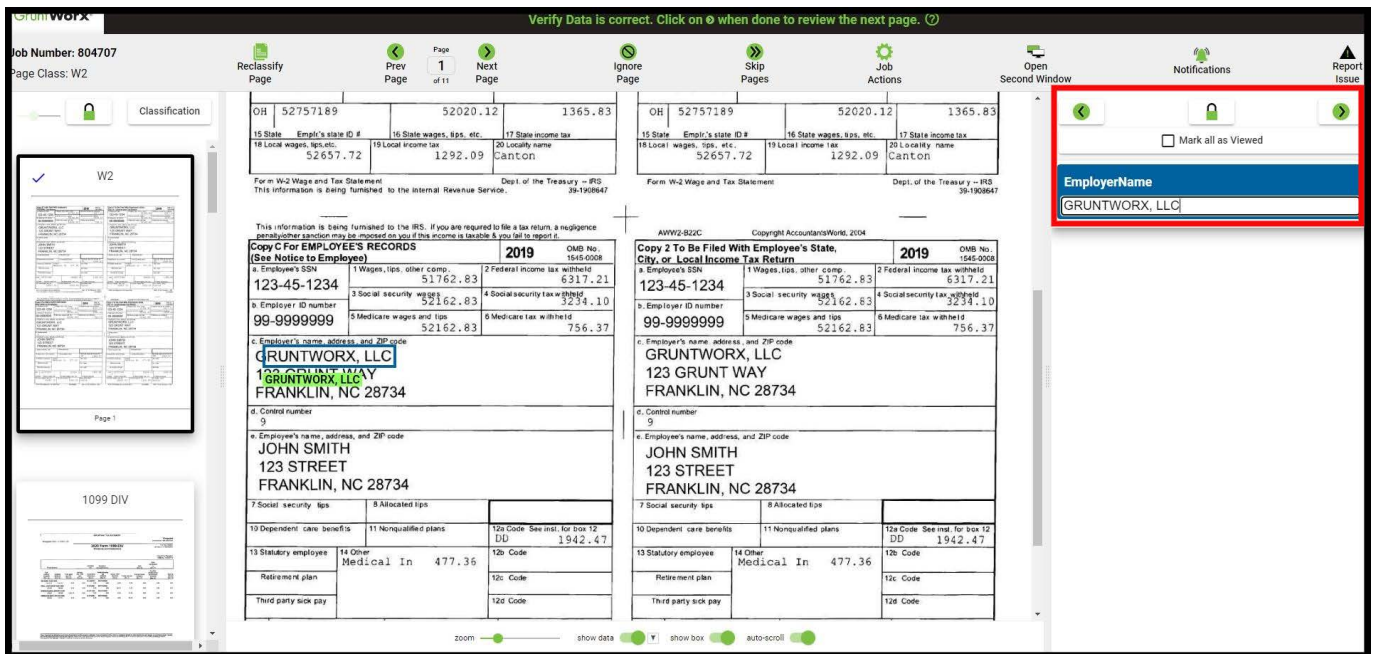 GruntWorx
Verify Data is correct. Click on when done to review the next page.
Job Number: 804707
Page Class: W2
Reclassify Page
Prev Page
Page 1 of 11
Next Page
Ignore Page
Skip Pages
Job Actions
Open Second Window
Notifications
Report Issue
Classification
W2
Page 1
1099 DIV
OH 52757189 52020.12 1365.83
15 State Emplr.'s state ID # 16 State wages, tips, etc. 17 State income tax
18 Local wages, tips,etc. 19 Local income tax 20 Locality name
52657.72 1292.09 Canton
Form W-2 Wage and Tax Statement Dept. of the Treasury -- IRS
This information is being furnished to the Internal Revenue Service. 39-1908647
This information is being furnished to the IRS. If you are required to file a tax return, a negligence
penalty/other sanction may be imposed on you if this income is taxable & you fail to report it.
Copy C For EMPLOYEE'S RECORDS 2019 OMB No.
(See Notice to Employee) 1545-0008
a. Employee's SSN 1 Wages, tips, other comp. 2 Federal income tax withheld
123-45-1234 51762.83 6317.21
3 Social security wages 4 Social security tax withheld
52162.83 3234.10
b. Employer ID number 5 Medicare wages and tips 6 Medicare tax withheld
99-9999999 52162.83 756.37
c. Employer's name, address, and ZIP code
GRUNTWORX, LLC
123 GRUNT WAY
GRUNTWORX, LLC
FRANKLIN, NC 28734
d. Control number
9
e. Employee's name, address, and ZIP code
JOHN SMITH
123 STREET
FRANKLIN, NC 28734
7 Social security tips 8 Allocated tips
10 Dependent care benefits 11 Nonqualified plans 12a Code See inst. for box 12
DD 1942.47
13 Statutory employee 14 Other 12b Code
Medical In 477.36
Retirement plan 12c Code
Third party sick pay 12d Code
OH 52757189 52020.12 1365.83
15 State Emplr.'s state ID # 16 State wages, tips, etc. 17 State income tax
18 Local wages, tips, etc. 19 Local income tax 20 Locality name
52657.72 1292.09 Canton
Form W-2 Wage and Tax Statement Dept. of the Treasury -- IRS
39-1908647
AWW2-B22C Copyright AccountantsWorld, 2004
Copy 2 To Be Filed With Employee's State, 2019 OMB No.
City, or Local Income Tax Return 1545-0008
a. Employee's SSN 1 Wages, tips, other comp. 2 Federal income tax withheld
123-45-1234 51762.83 6317.21
3 Social security wages 4 Social security tax withheld
52162.83 3234.10
b. Employer ID number 5 Medicare wages and tips 6 Medicare tax withheld
99-9999999 52162.83 756.37
c. Employer's name, address, and ZIP code
GRUNTWORX, LLC
123 GRUNT WAY
FRANKLIN, NC 28734
d. Control number
9
e. Employee's name, address, and ZIP code
JOHN SMITH
123 STREET
FRANKLIN, NC 28734
7 Social security tips 8 Allocated tips
10 Dependent care benefits 11 Nonqualified plans 12a Code See inst. for box 12
DD 1942.47
13 Statutory employee 14 Other 12b Code
Medical In 477.36
Retirement plan 12c Code
Third party sick pay 12d Code
zoom show data show box auto-scroll
Mark all as Viewed
EmployerName
GRUNTWORX, LLC